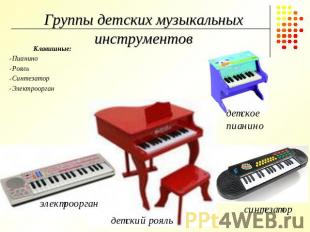 Группы детских музыкальных
инструментов
Клавишные:
-Пианино
-Рояль
-Синтезатор
-Электроорган
детское
пианино
электроорган
синтезатор
детский рояль
PPt4WEB.ru